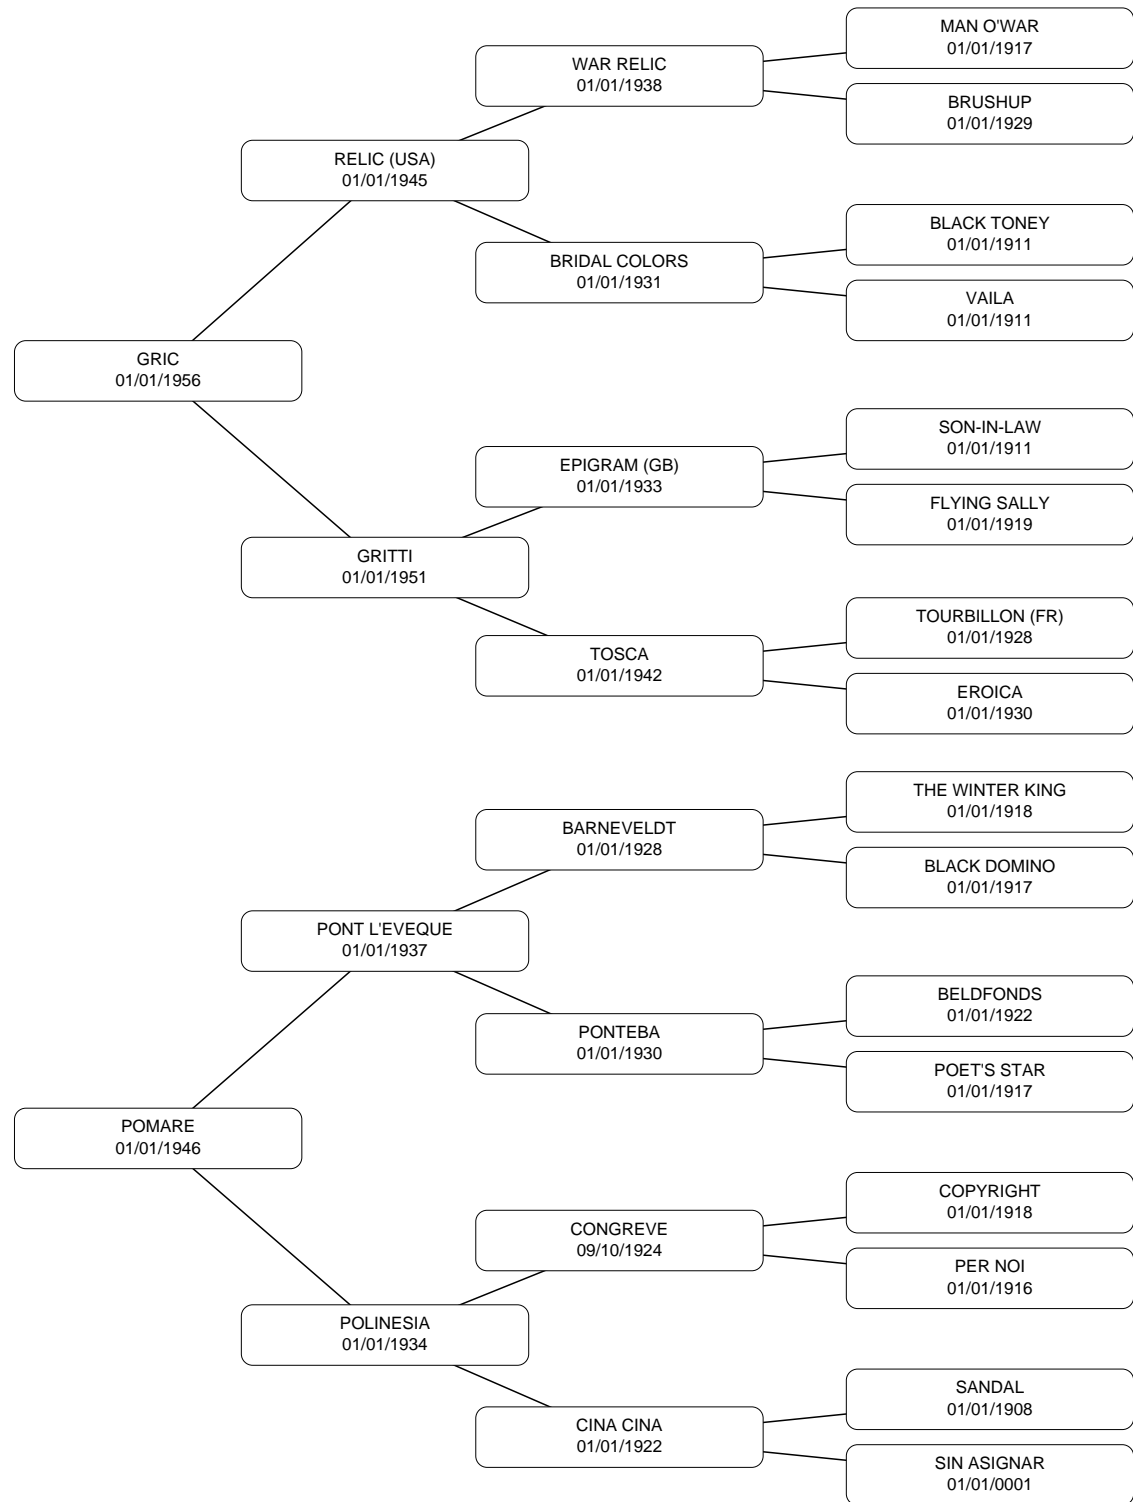 MAN O'WAR
01/01/1917
WAR RELIC
01/01/1938
BRUSHUP
01/01/1929
RELIC (USA)
01/01/1945
BLACK TONEY
01/01/1911
BRIDAL COLORS
01/01/1931
VAILA
01/01/1911
GRIC
01/01/1956
SON-IN-LAW
01/01/1911
EPIGRAM (GB)
01/01/1933
FLYING SALLY
01/01/1919
GRITTI
01/01/1951
TOURBILLON (FR)
01/01/1928
TOSCA
01/01/1942
EROICA
01/01/1930
THE WINTER KING
01/01/1918
BARNEVELDT
01/01/1928
BLACK DOMINO
01/01/1917
PONT L'EVEQUE
01/01/1937
BELDFONDS
01/01/1922
PONTEBA
01/01/1930
POET'S STAR
01/01/1917
POMARE
01/01/1946
COPYRIGHT
01/01/1918
CONGREVE
09/10/1924
PER NOI
01/01/1916
POLINESIA
01/01/1934
SANDAL
01/01/1908
CINA CINA
01/01/1922
SIN ASIGNAR
01/01/0001